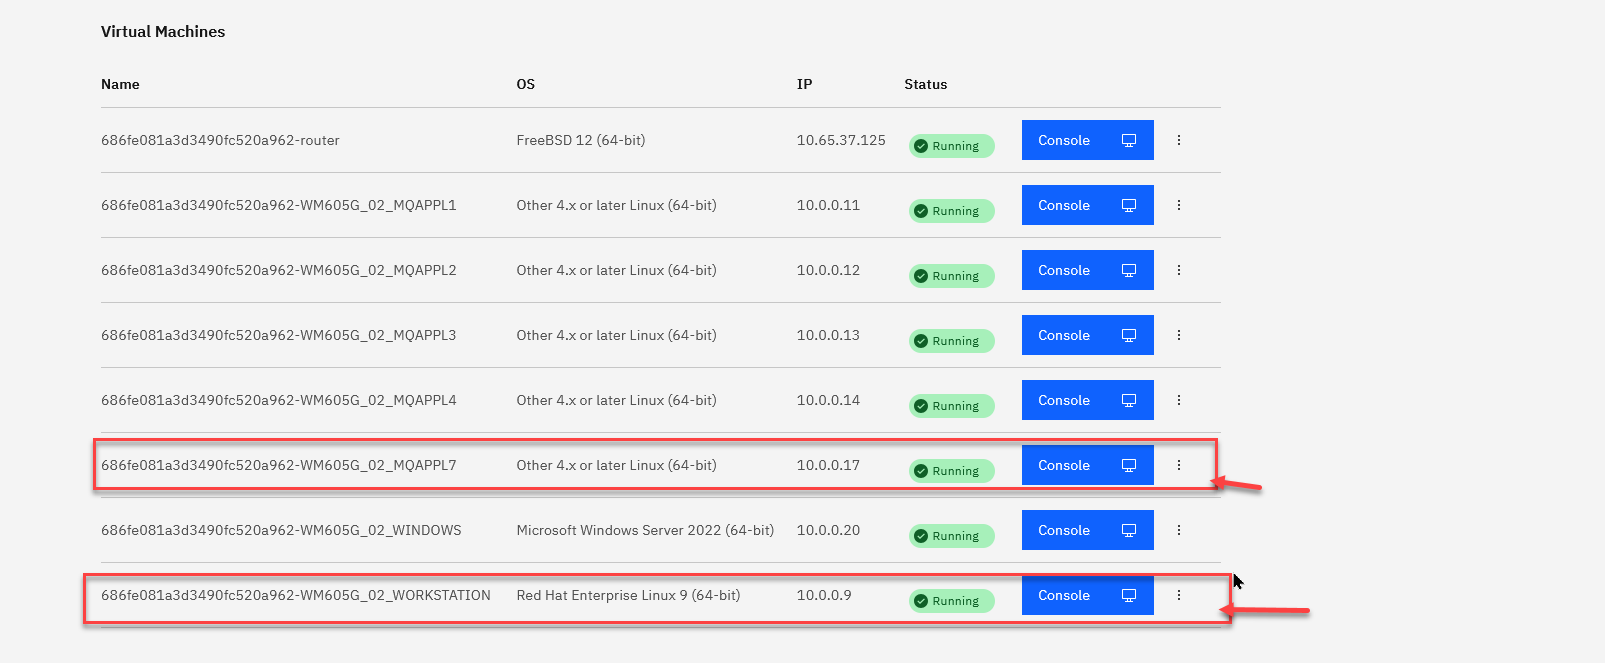 Virtual Machines
Name OS IP Status
686fe081a3d3490fc520a962-router FreeBSD 12 (64-bit) 10.65.37.125 Running Console
686fe081a3d3490fc520a962-WM605G_02_MQAPPL1 Other 4.x or later Linux (64-bit) 10.0.0.11 Running Console
686fe081a3d3490fc520a962-WM605G_02_MQAPPL2 Other 4.x or later Linux (64-bit) 10.0.0.12 Running Console
686fe081a3d3490fc520a962-WM605G_02_MQAPPL3 Other 4.x or later Linux (64-bit) 10.0.0.13 Running Console
686fe081a3d3490fc520a962-WM605G_02_MQAPPL4 Other 4.x or later Linux (64-bit) 10.0.0.14 Running Console
686fe081a3d3490fc520a962-WM605G_02_MQAPPL7 Other 4.x or later Linux (64-bit) 10.0.0.17 Running Console
686fe081a3d3490fc520a962-WM605G_02_WINDOWS Microsoft Windows Server 2022 (64-bit) 10.0.0.20 Running Console
686fe081a3d3490fc520a962-WM605G_02_WORKSTATION Red Hat Enterprise Linux 9 (64-bit) 10.0.0.9 Running Console